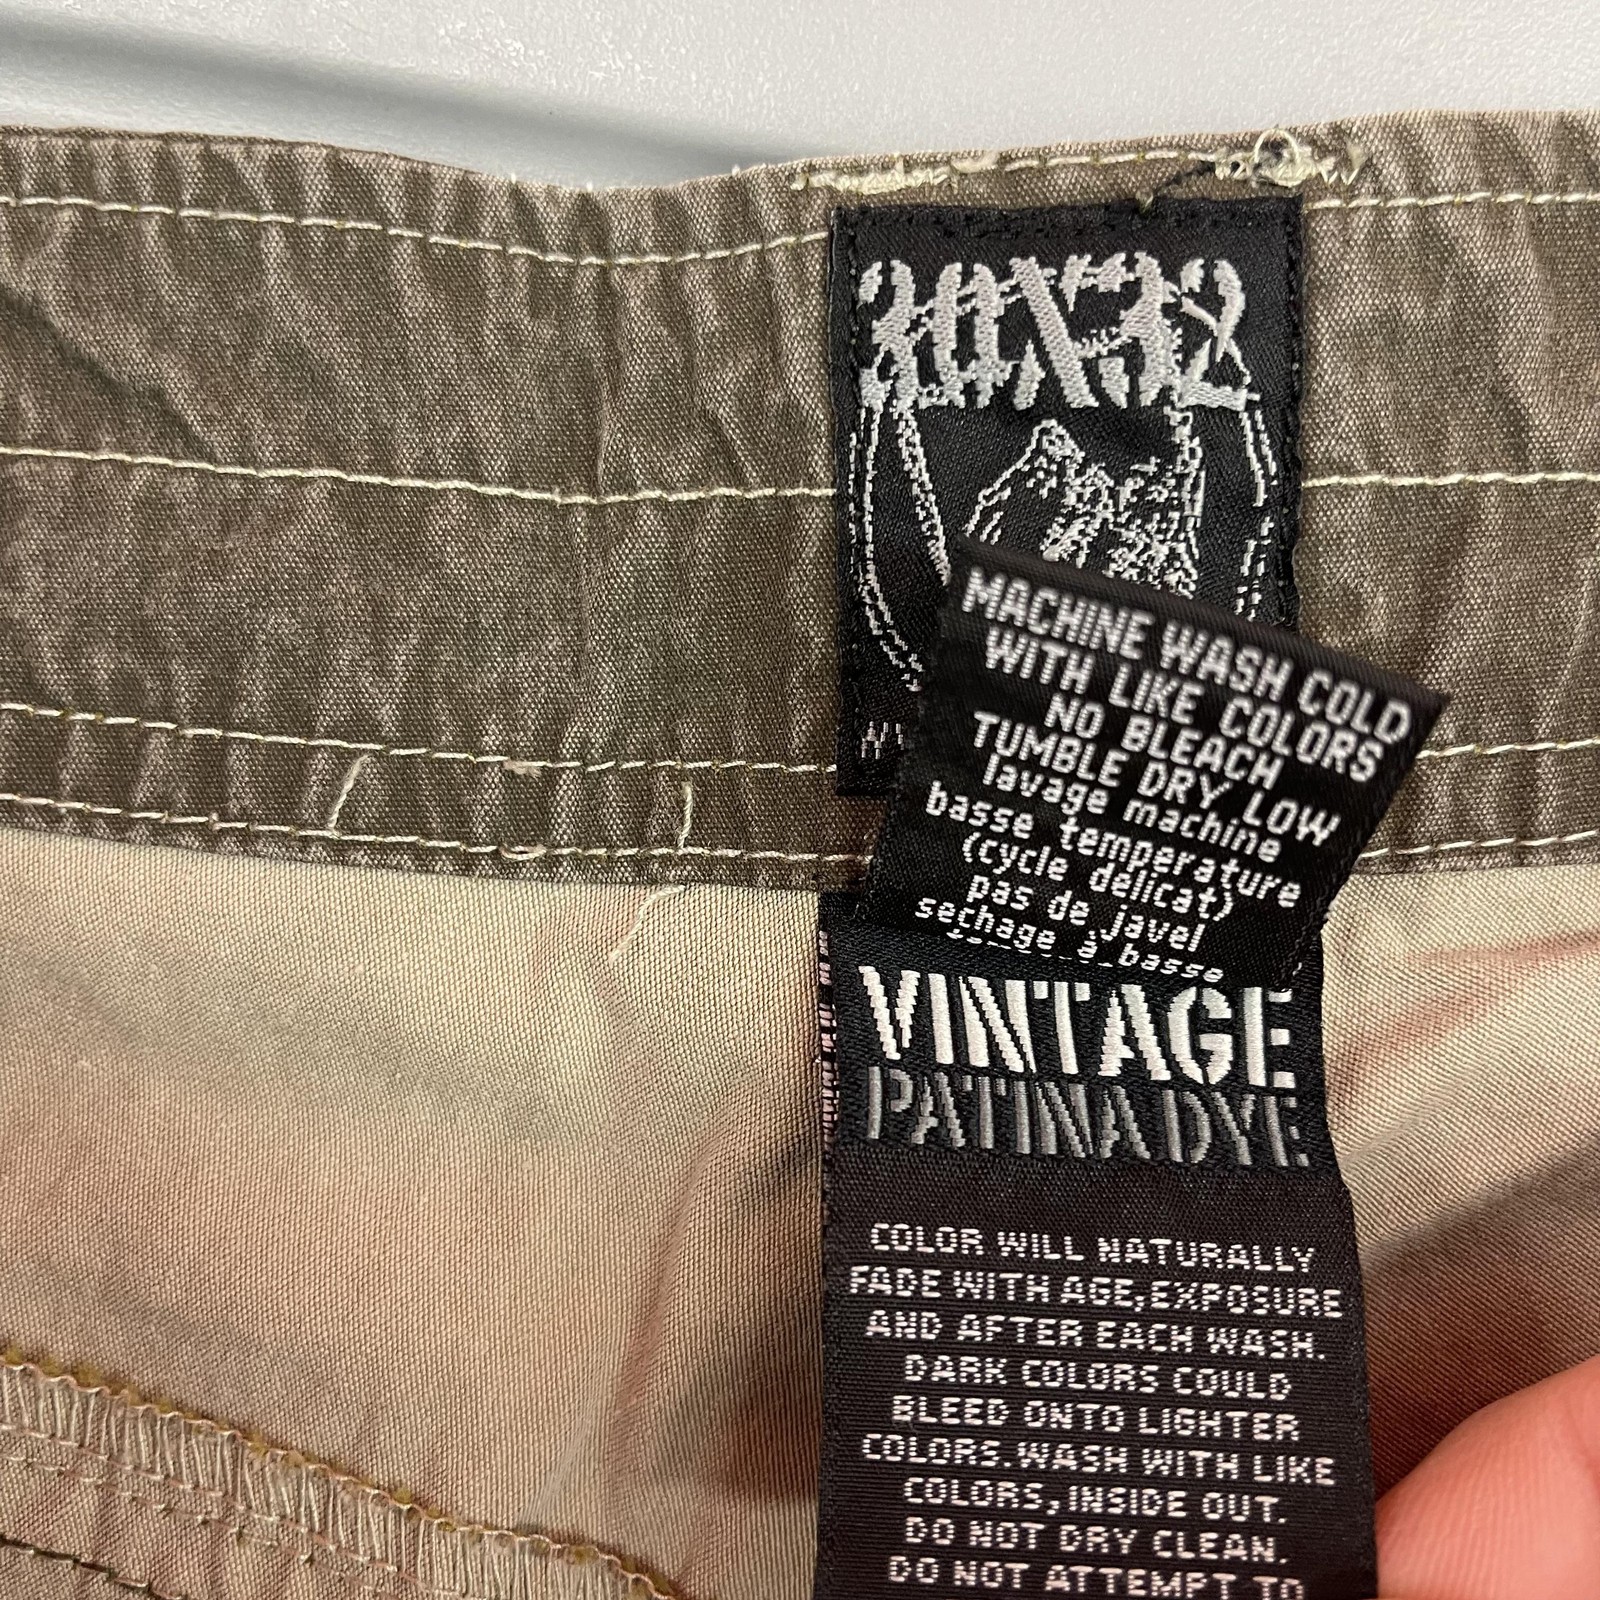 30X32
MACHINE WASH COLD
WITH LIKE COLORS
NO BLEACH
TUMBLE DRY LOW
lavage machine
basse temperature
(cycle delicat)
pas de javel
sechage à basse
VINTAGE
PATINA DYE
COLOR WILL NATURALLY
FADE WITH AGE, EXPOSURE
AND AFTER EACH WASH.
DARK COLORS COULD
BLEED ONTO LIGHTER
COLORS. WASH WITH LIKE
COLORS, INSIDE OUT.
DO NOT DRY CLEAN.
DO NOT ATTEMPT TO